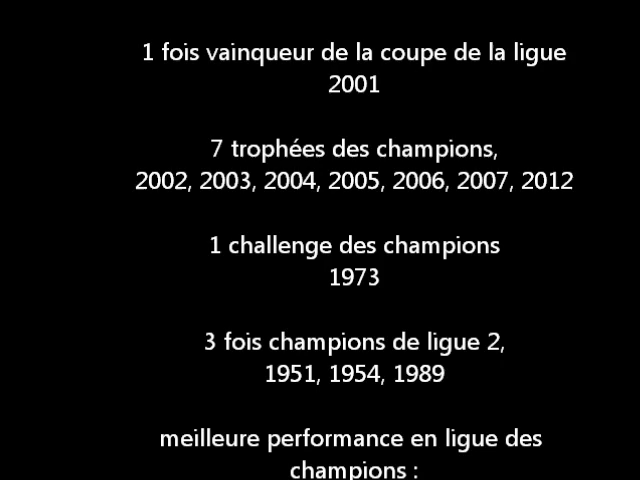 1 fois vainqueur de la coupe de la ligue
2001
7 trophées des champions,
2002, 2003, 2004, 2005, 2006, 2007, 2012
1 challenge des champions
1973
3 fois champions de ligue 2,
1951, 1954, 1989
meilleure performance en ligue des
champions :